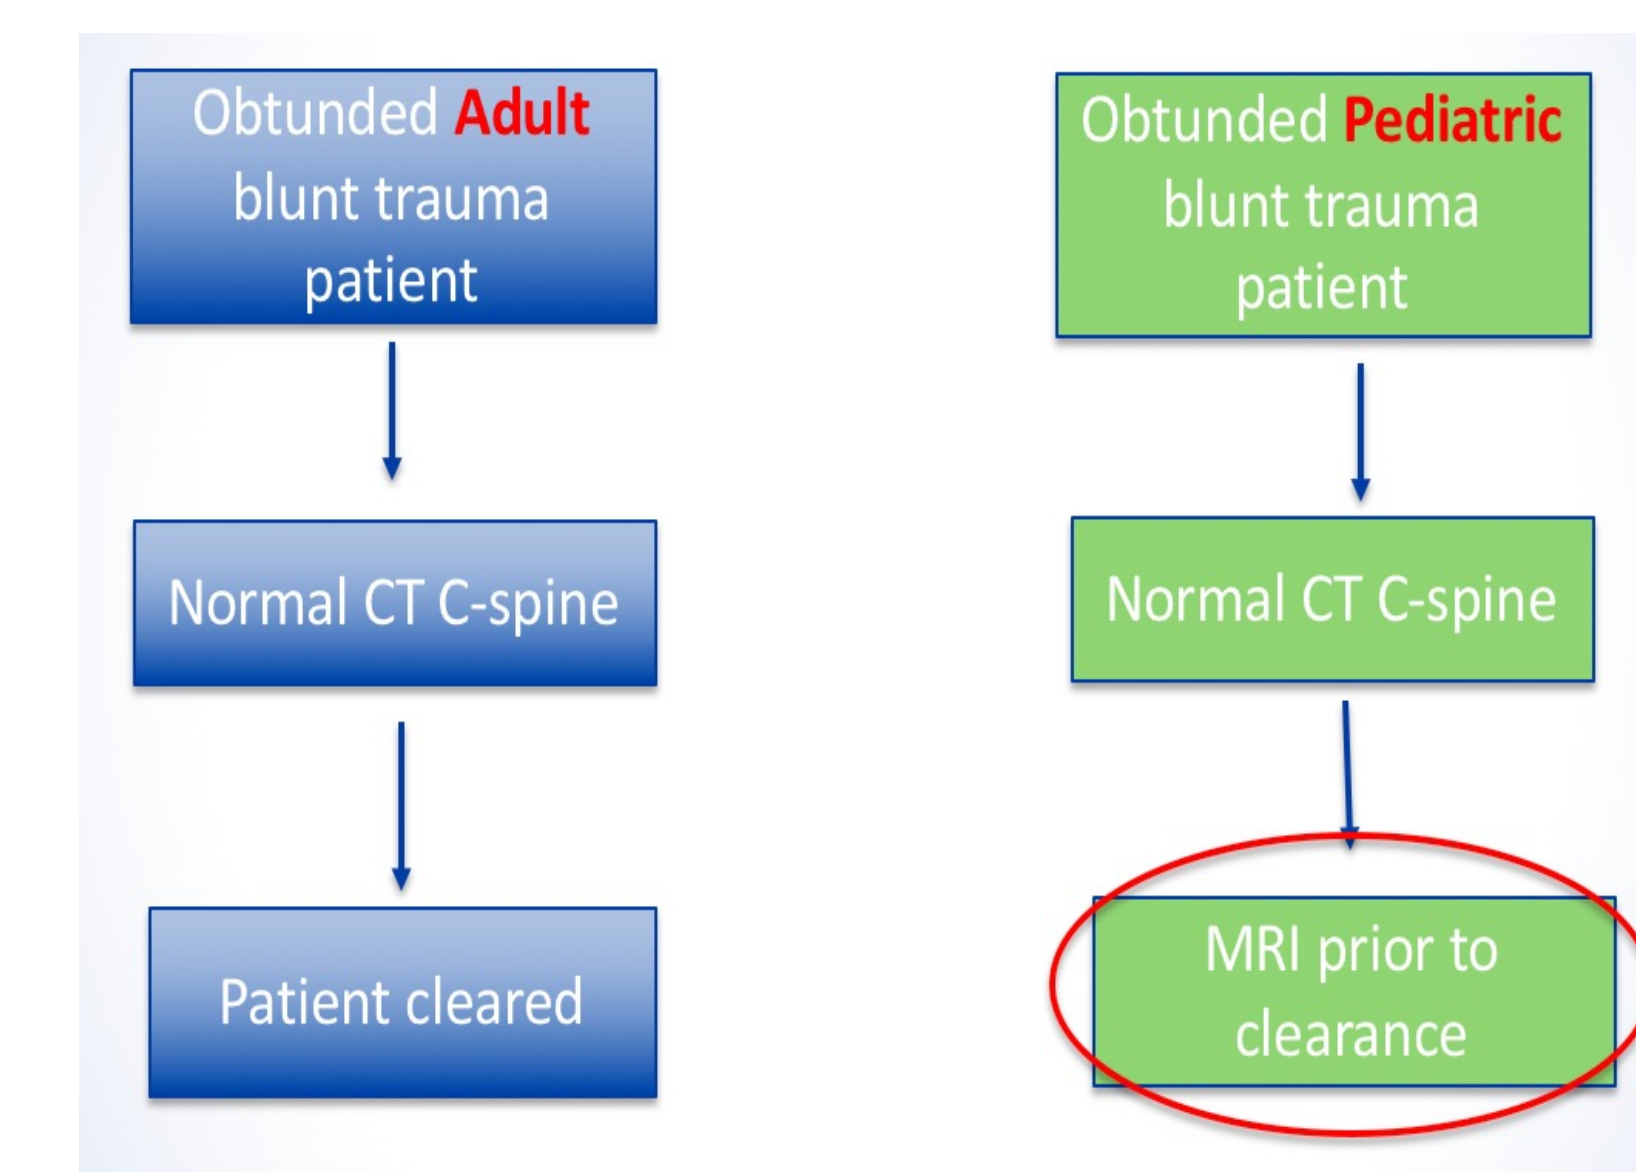 Obtunded Adult
blunt trauma
patient
Normal CT C-spine
Patient cleared
Obtunded Pediatric
blunt trauma
patient
Normal CT C-spine
MRI prior to
clearance